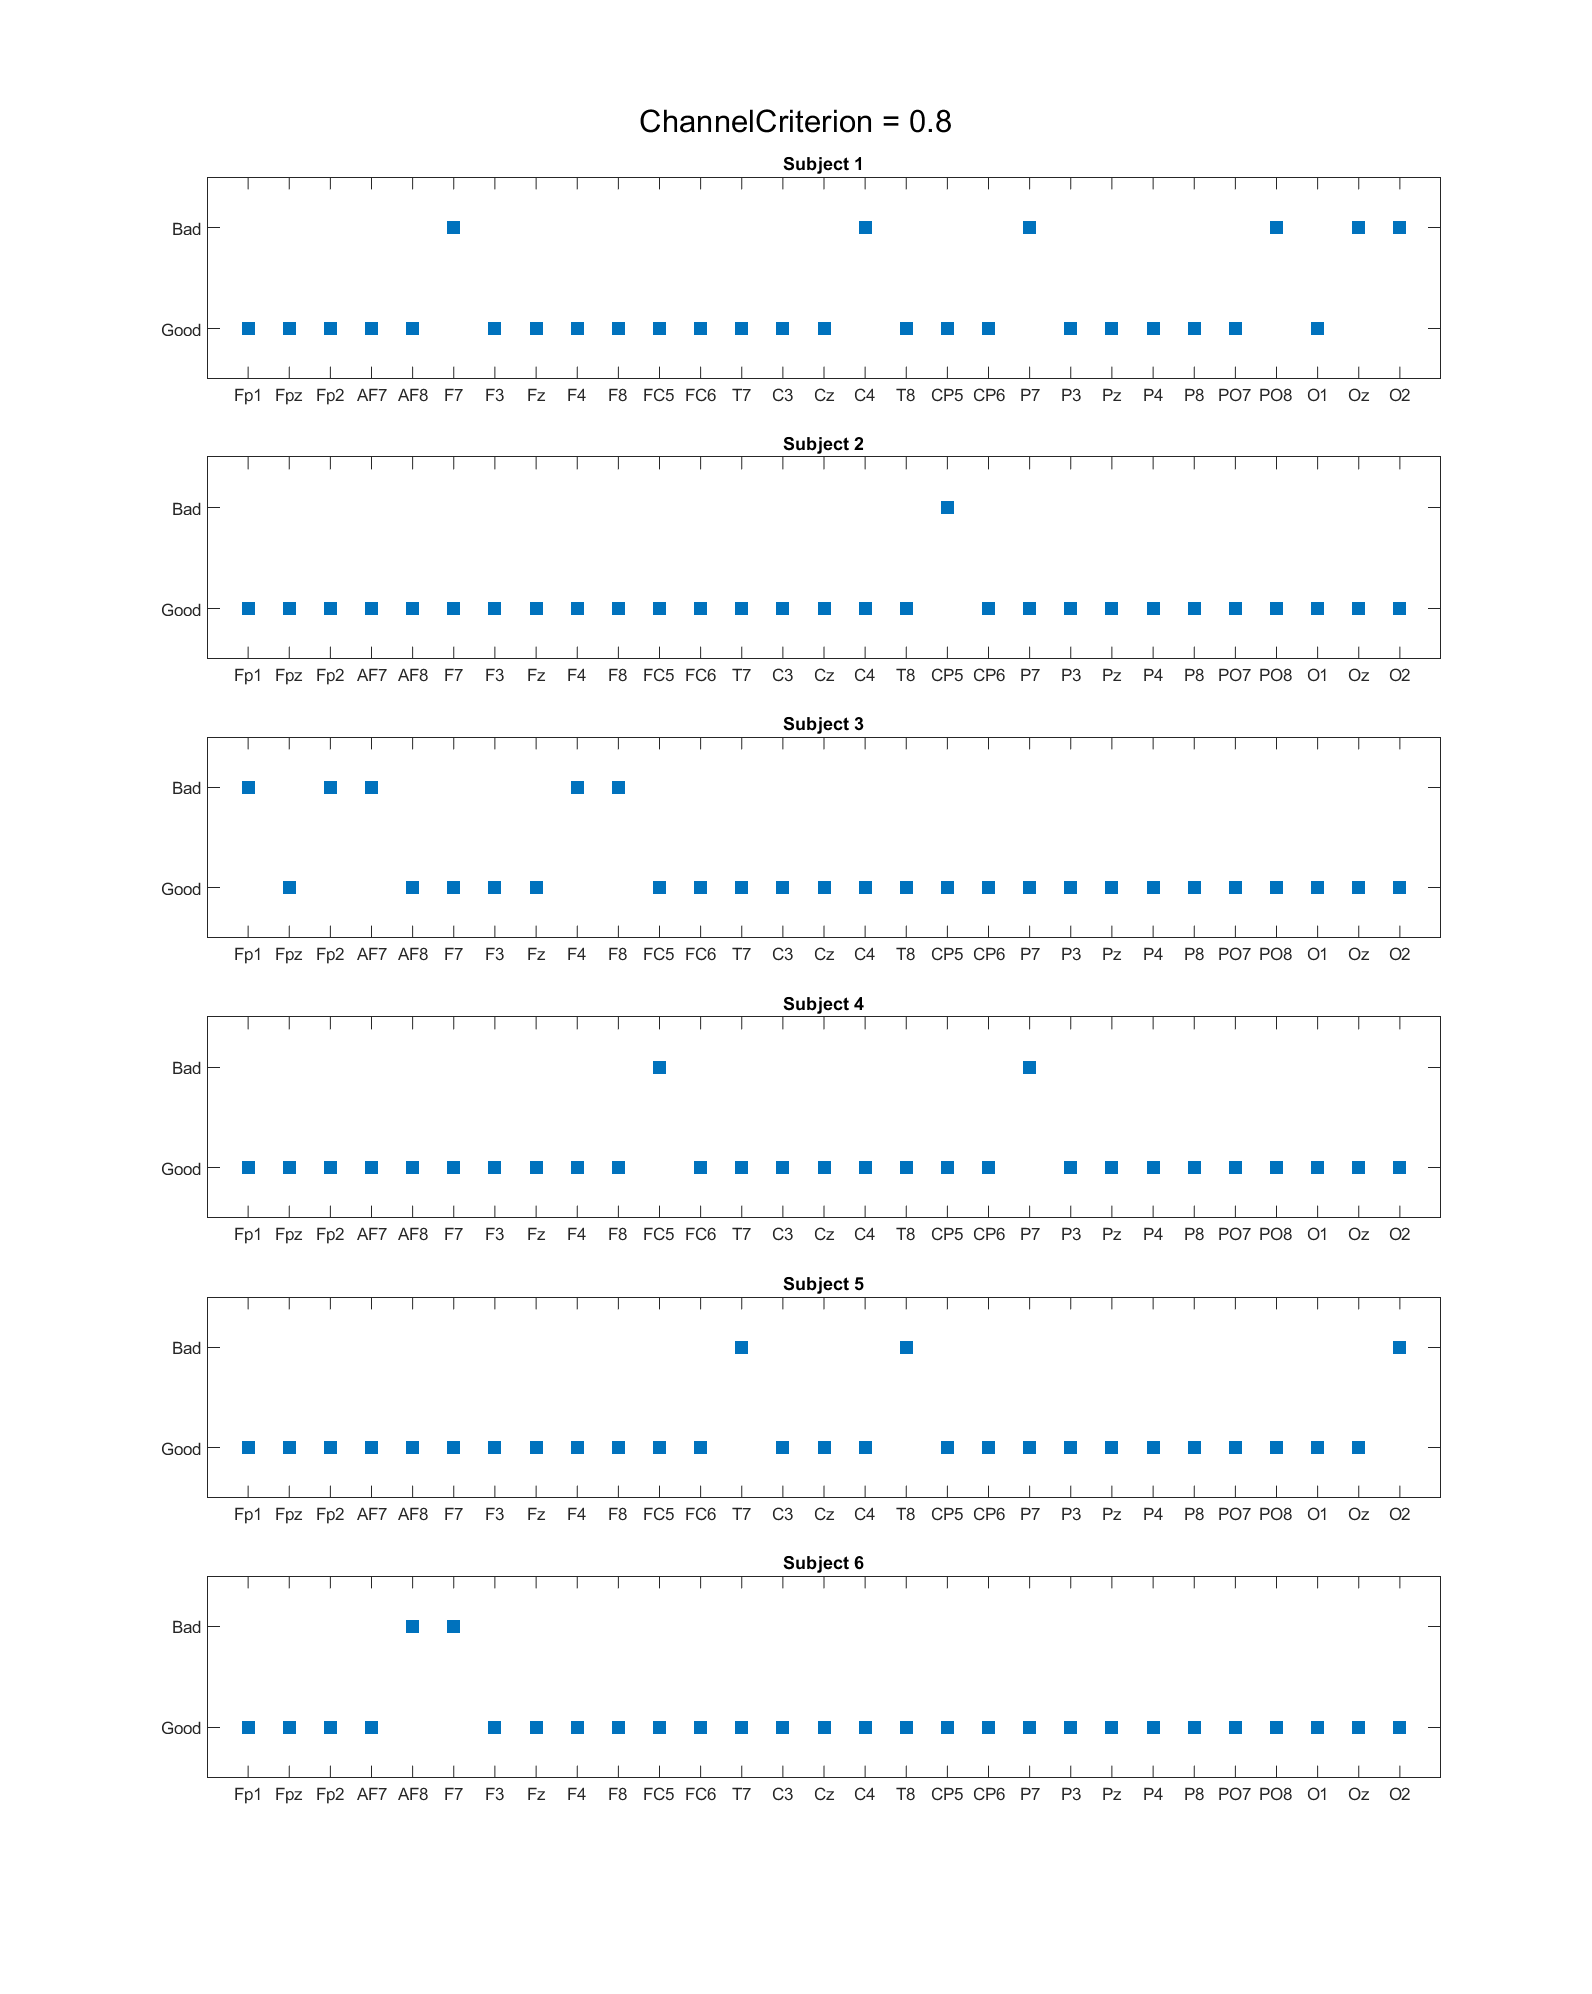 ChannelCriterion = 0.8
Subject 1
Bad
Good
Fp1 Fpz Fp2 AF7 AF8 F7 F3 Fz F4 F8 FC5 FC6 T7 C3 Cz C4 T8 CP5 CP6 P7 P3 Pz P4 P8 PO7 PO8 O1 Oz O2
Subject 2
Bad
Good
Fp1 Fpz Fp2 AF7 AF8 F7 F3 Fz F4 F8 FC5 FC6 T7 C3 Cz C4 T8 CP5 CP6 P7 P3 Pz P4 P8 PO7 PO8 O1 Oz O2
Subject 3
Bad
Good
Fp1 Fpz Fp2 AF7 AF8 F7 F3 Fz F4 F8 FC5 FC6 T7 C3 Cz C4 T8 CP5 CP6 P7 P3 Pz P4 P8 PO7 PO8 O1 Oz O2
Subject 4
Bad
Good
Fp1 Fpz Fp2 AF7 AF8 F7 F3 Fz F4 F8 FC5 FC6 T7 C3 Cz C4 T8 CP5 CP6 P7 P3 Pz P4 P8 PO7 PO8 O1 Oz O2
Subject 5
Bad
Good
Fp1 Fpz Fp2 AF7 AF8 F7 F3 Fz F4 F8 FC5 FC6 T7 C3 Cz C4 T8 CP5 CP6 P7 P3 Pz P4 P8 PO7 PO8 O1 Oz O2
Subject 6
Bad
Good
Fp1 Fpz Fp2 AF7 AF8 F7 F3 Fz F4 F8 FC5 FC6 T7 C3 Cz C4 T8 CP5 CP6 P7 P3 Pz P4 P8 PO7 PO8 O1 Oz O2